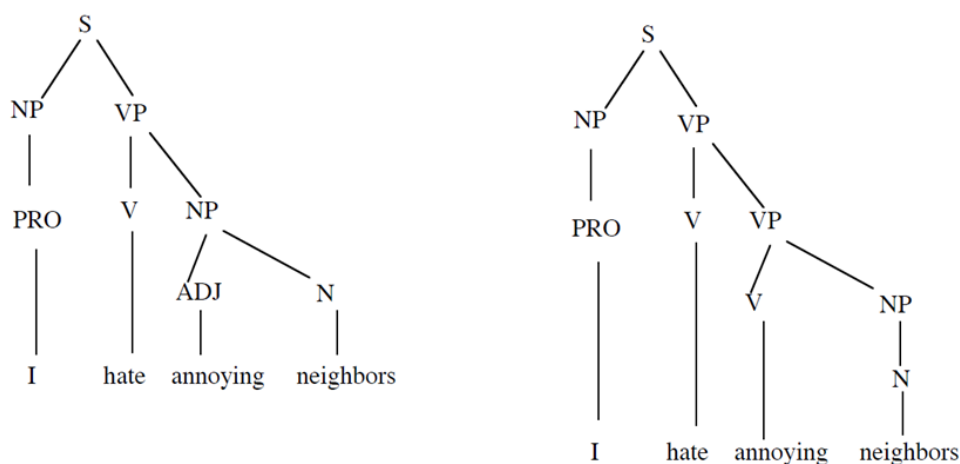 S
NP VP
PRO V NP
ADJ N
I hate annoying neighbors
S
NP VP
PRO V VP
V NP
N
I hate annoying neighbors